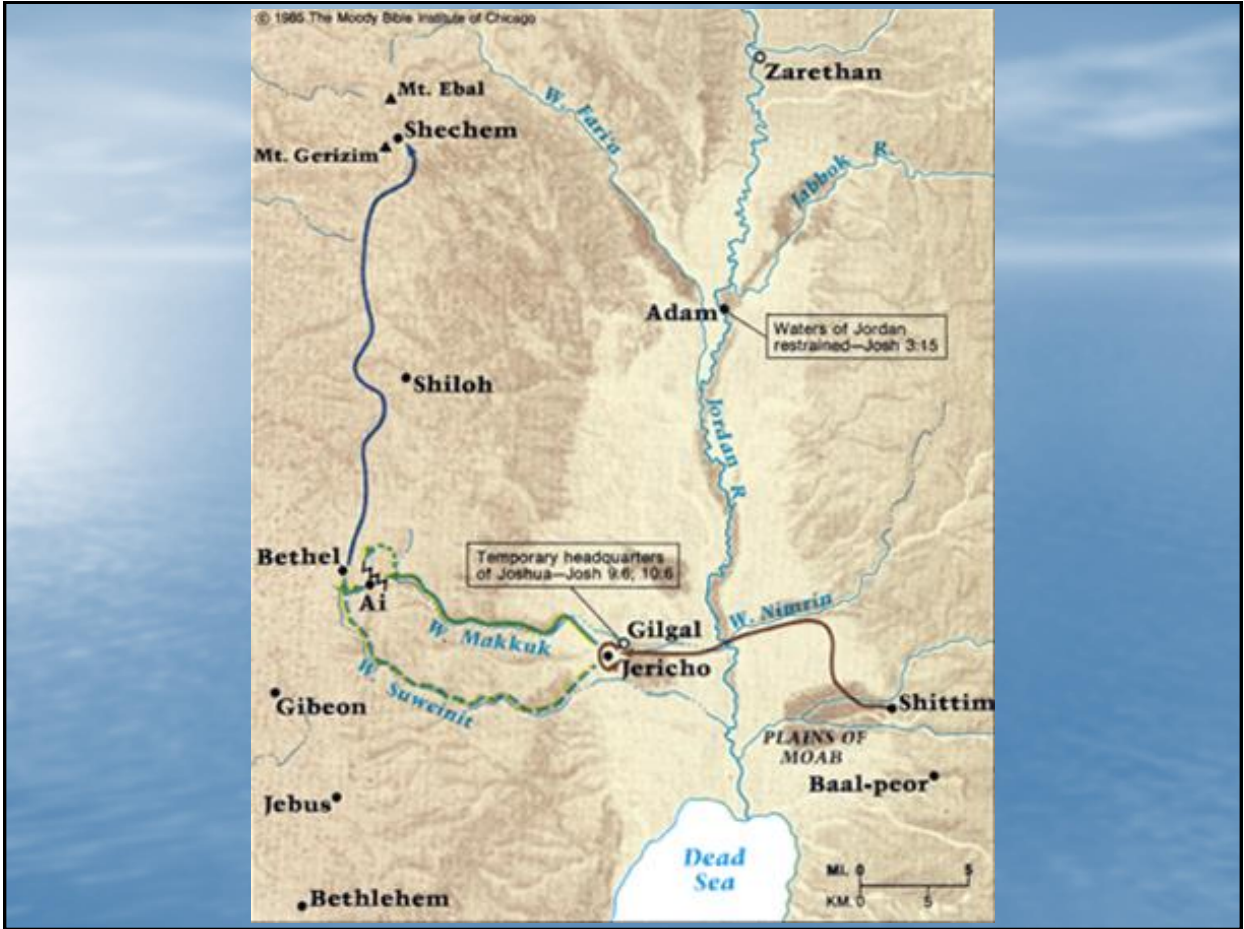 © 1985 The Moody Bible Institute of Chicago
Zarethan
Mt. Ebal
W. Fari'a
Shechem
Mt. Gerizim
Jabbok R.
Adam
Waters of Jordan
restrained—Josh 3:15
Shiloh
Jordan R.
Bethel
Temporary headquarters
of Joshua—Josh 9:6; 10:6
Ai
W. Nimrin
Gilgal
W. Makkuk
Jericho
W. Suweinit
Gibeon
Shittim
PLAINS OF
MOAB
Baal-peor
Jebus
Dead
Sea
MI. 0 5
KM. 0 5
Bethlehem